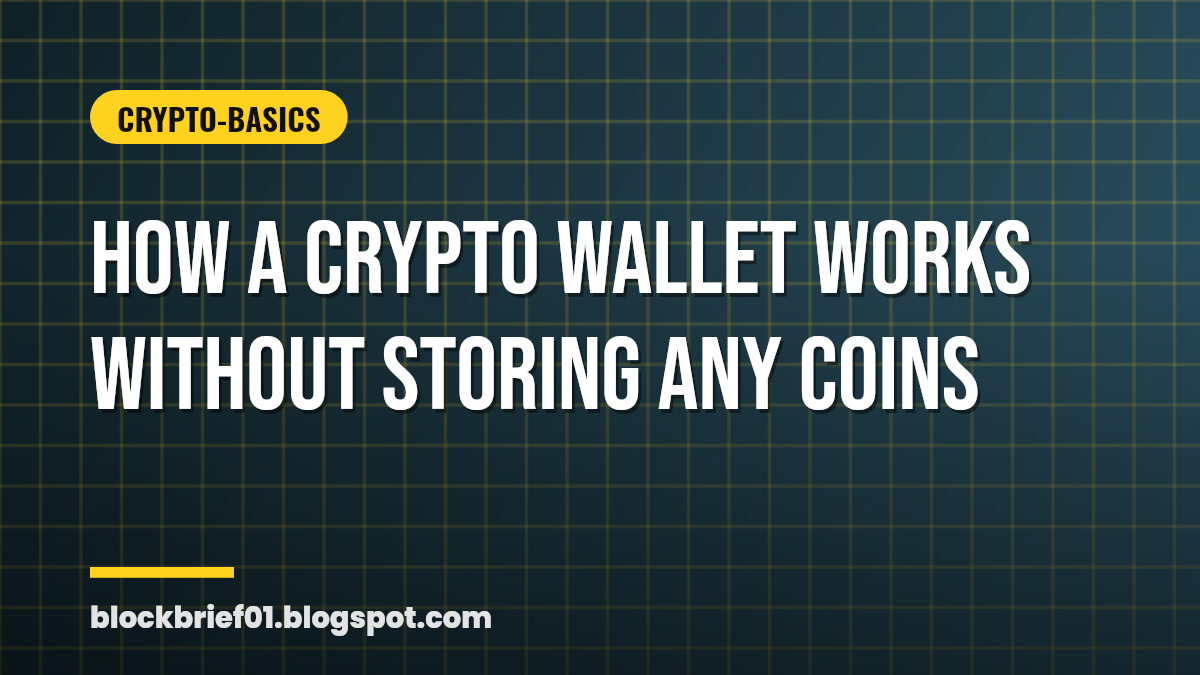 CRYPTO-BASICS
HOW A CRYPTO WALLET WORKS
WITHOUT STORING ANY COINS
blockbrief01.blogspot.com